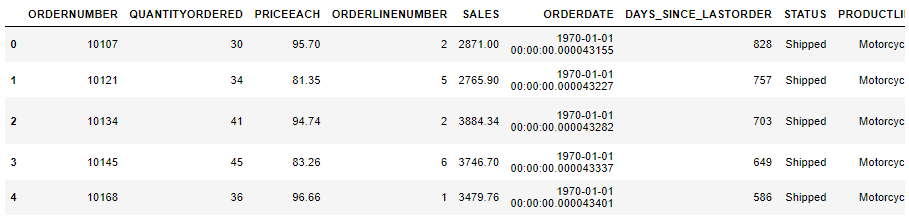 ORDERNUMBER QUANTITYORDERED PRICEEACH ORDERLINENUMBER SALES ORDERDATE DAYS_SINCE_LASTORDER STATUS PRODUCTLI
0 10107 30 95.70 2 2871.00 1970-01-01 00:00:00.000043155 828 Shipped Motorcyc
1 10121 34 81.35 5 2765.90 1970-01-01 00:00:00.000043227 757 Shipped Motorcyc
2 10134 41 94.74 2 3884.34 1970-01-01 00:00:00.000043282 703 Shipped Motorcyc
3 10145 45 83.26 6 3746.70 1970-01-01 00:00:00.000043337 649 Shipped Motorcyc
4 10168 36 96.66 1 3479.76 1970-01-01 00:00:00.000043401 586 Shipped Motorcyc